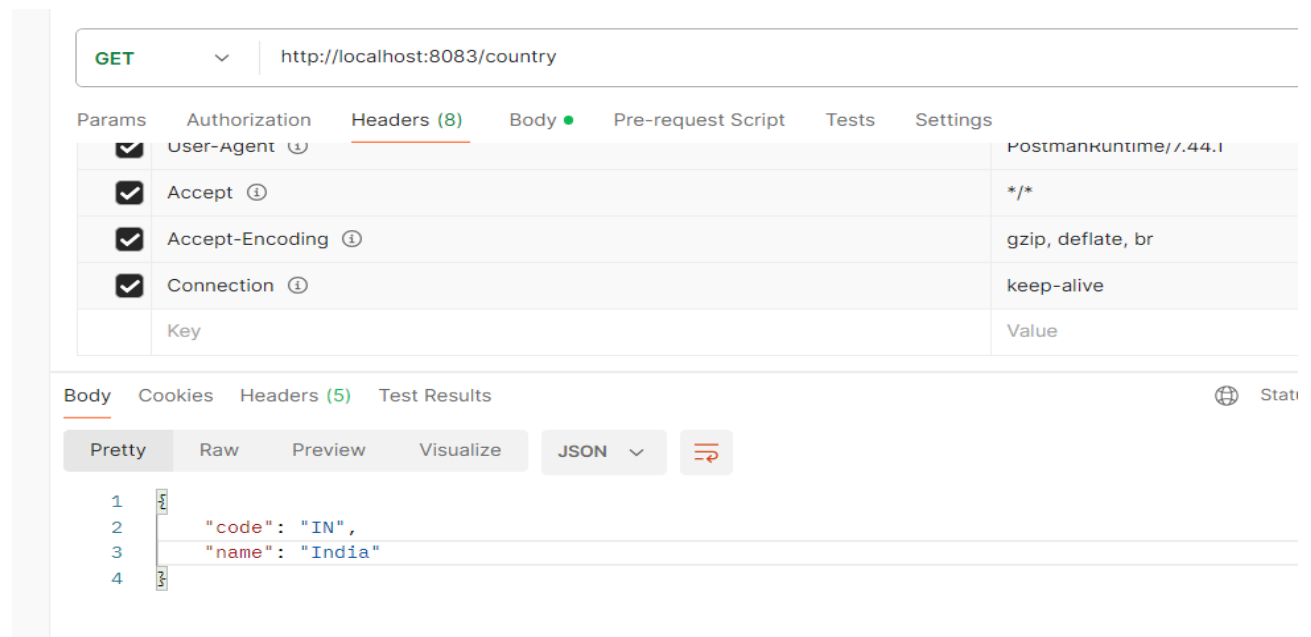 GET http://localhost:8083/country
Params Authorization Headers (8) Body Pre-request Script Tests Settings
User-Agent PostmanRuntime/7.44.1
Accept */*
Accept-Encoding gzip, deflate, br
Connection keep-alive
Key Value
Body Cookies Headers (5) Test Results Statu
Pretty Raw Preview Visualize JSON
1 {
2 "code": "IN",
3 "name": "India"
4 }